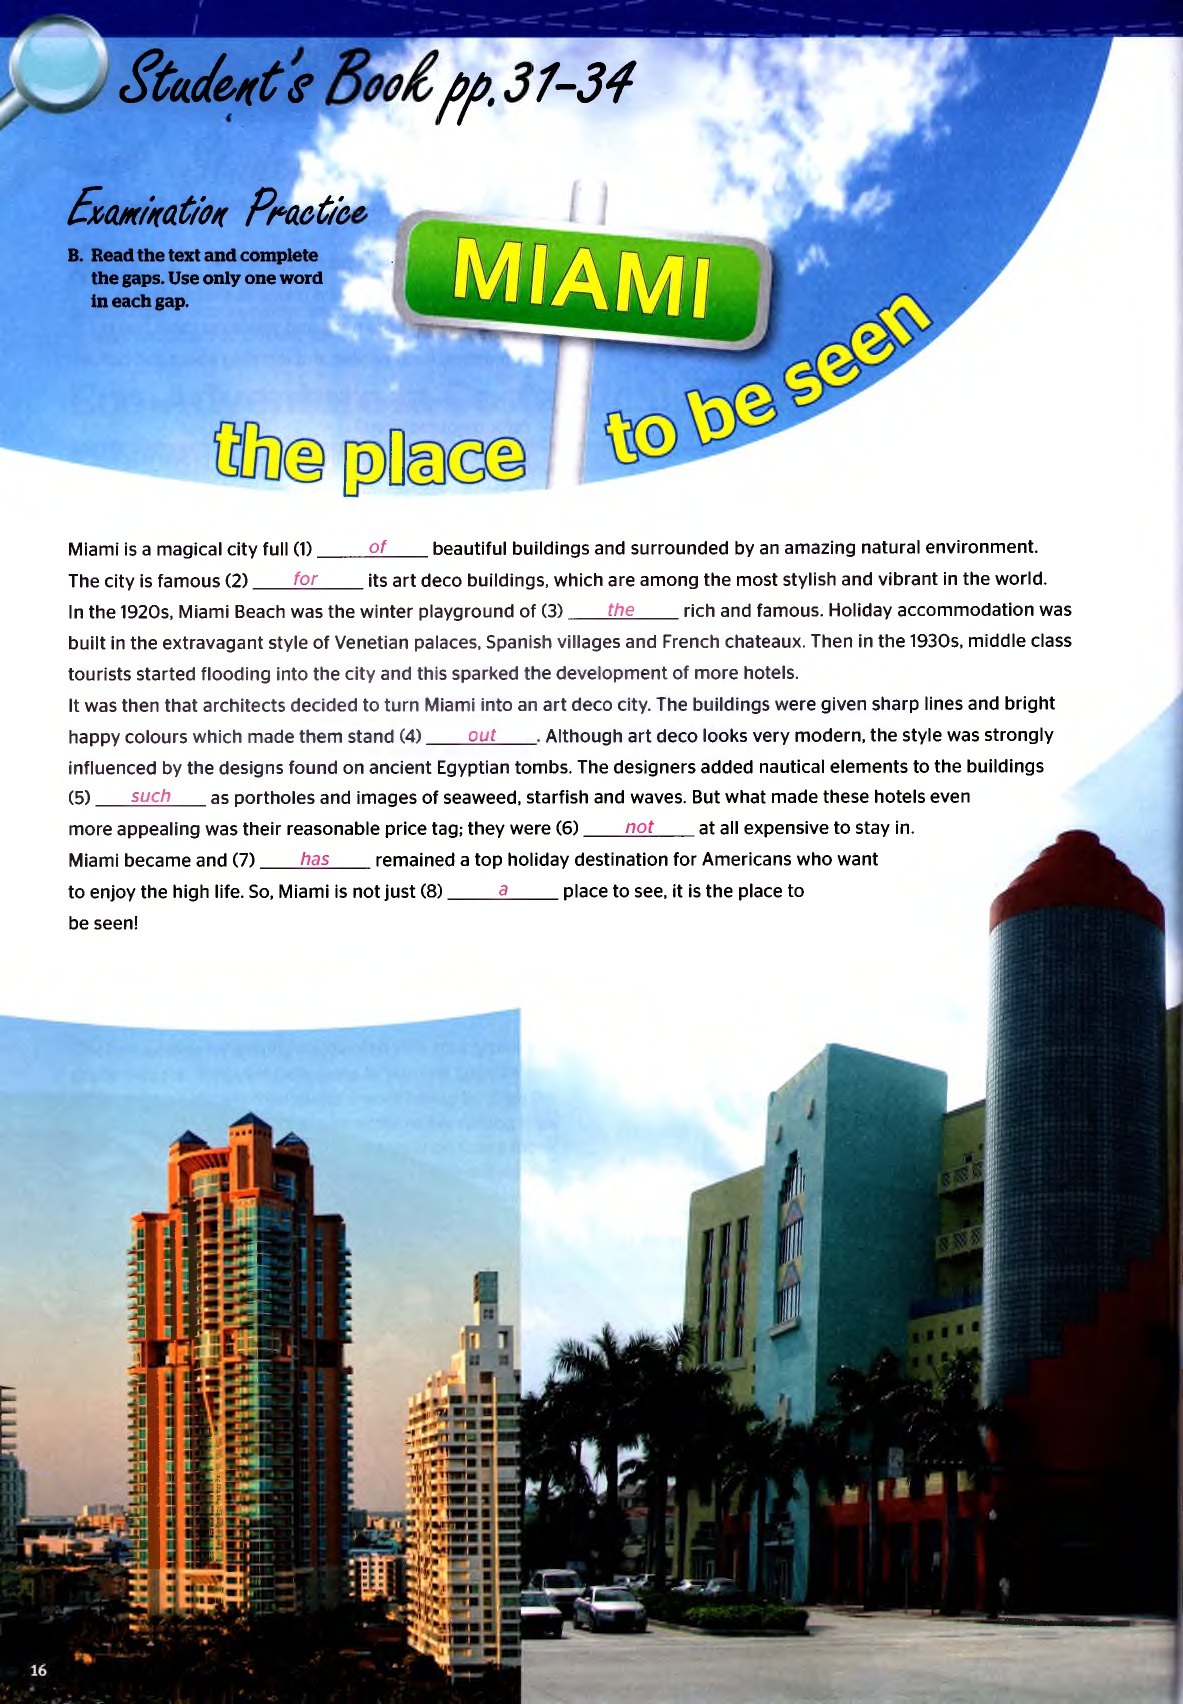 Student's Book pp.31-34
Examination Practice
B. Read the text and complete
the gaps. Use only one word
in each gap.
MIAMI
the place to be seen
Miami is a magical city full (1) of beautiful buildings and surrounded by an amazing natural environment.
The city is famous (2) for its art deco buildings, which are among the most stylish and vibrant in the world.
In the 1920s, Miami Beach was the winter playground of (3) the rich and famous. Holiday accommodation was
built in the extravagant style of Venetian palaces, Spanish villages and French chateaux. Then in the 1930s, middle class
tourists started flooding into the city and this sparked the development of more hotels.
It was then that architects decided to turn Miami into an art deco city. The buildings were given sharp lines and bright
happy colours which made them stand (4) out . Although art deco looks very modern, the style was strongly
influenced by the designs found on ancient Egyptian tombs. The designers added nautical elements to the buildings
(5) such as portholes and images of seaweed, starfish and waves. But what made these hotels even
more appealing was their reasonable price tag; they were (6) not at all expensive to stay in.
Miami became and (7) has remained a top holiday destination for Americans who want
to enjoy the high life. So, Miami is not just (8) a place to see, it is the place to
be seen!
16